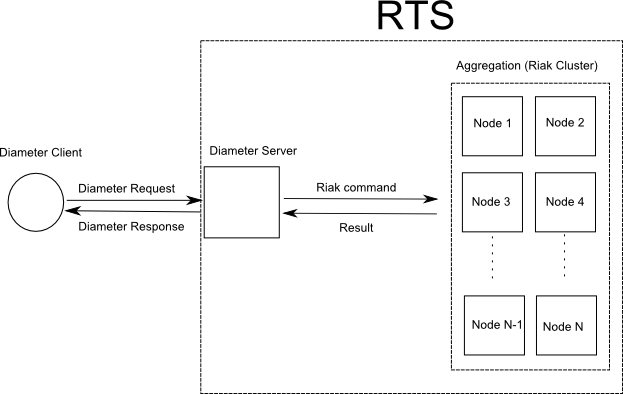 RTS
Aggregation (Riak Cluster)
Node 1
Node 2
Diameter Client
Diameter Server
Diameter Request
Riak command
Node 3
Node 4
Diameter Response
Result
Node N-1
Node N